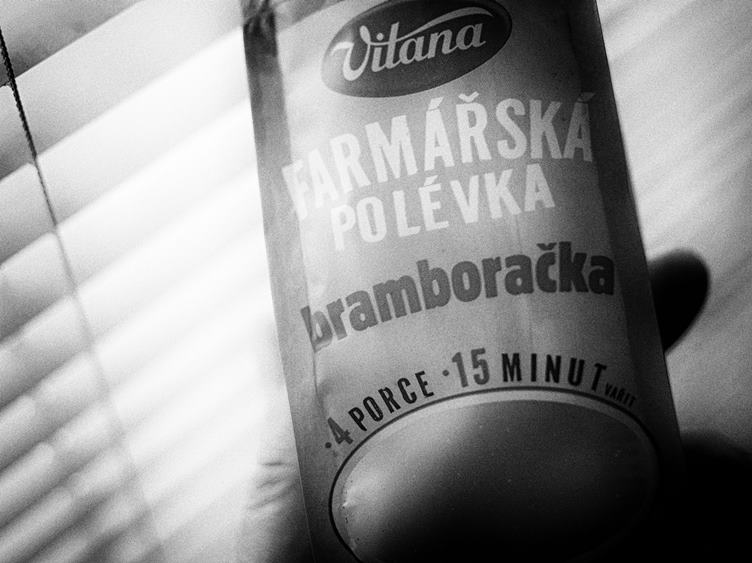 Vitana
FARMÁŘSKÁ
POLÉVKA
bramboračka
·4 PORCE ·15 MINUT VAŘIT